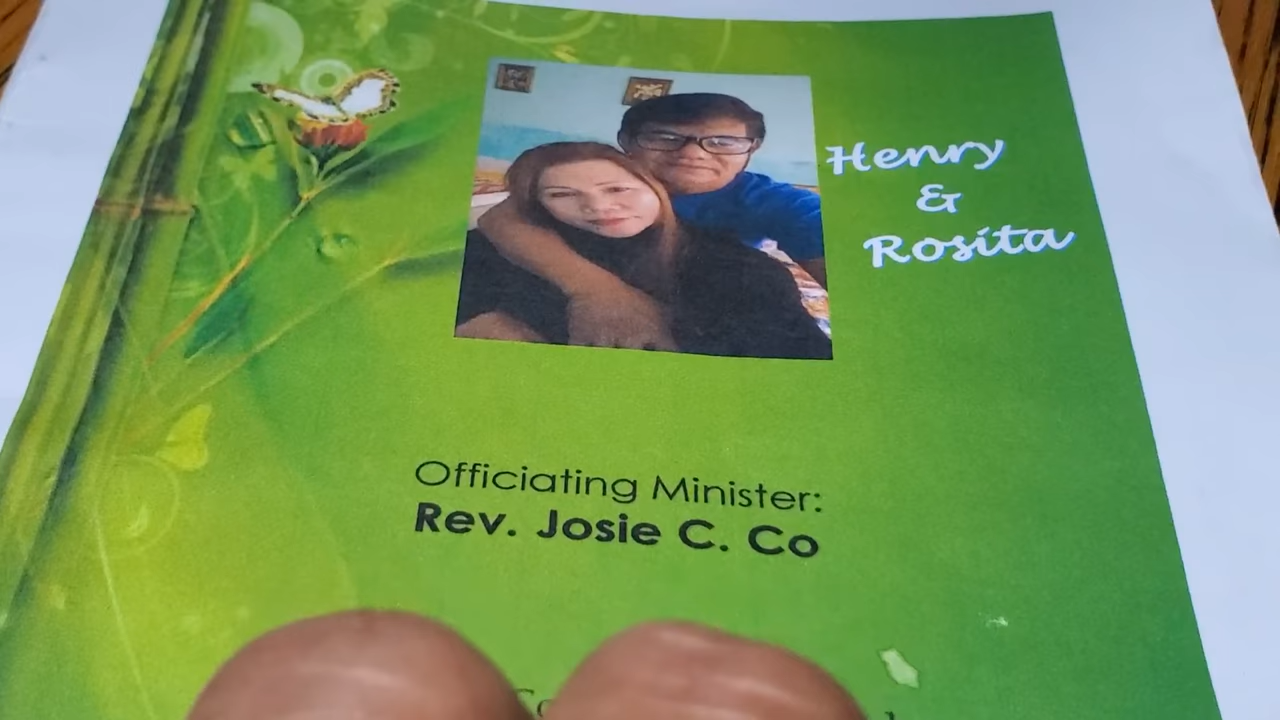 Henry
&
Rosita
Officiating Minister:
Rev. Josie C. Co